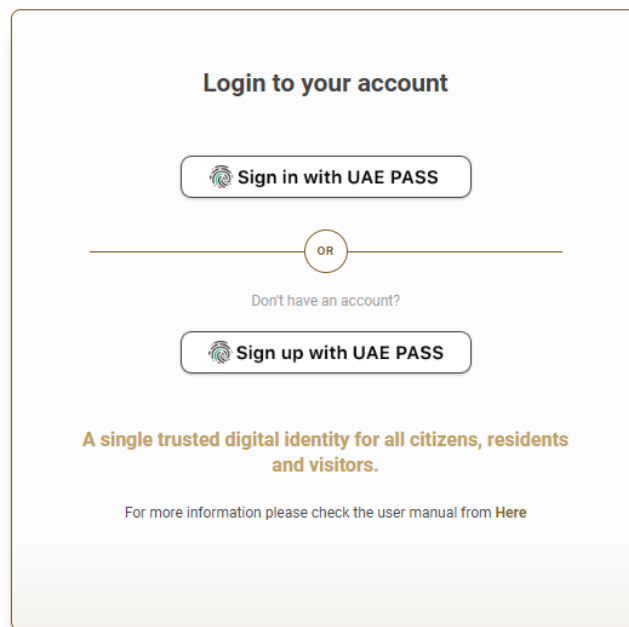 Login to your account
Sign in with UAE PASS
OR
Don't have an account?
Sign up with UAE PASS
A single trusted digital identity for all citizens, residents
and visitors.
For more information please check the user manual from Here